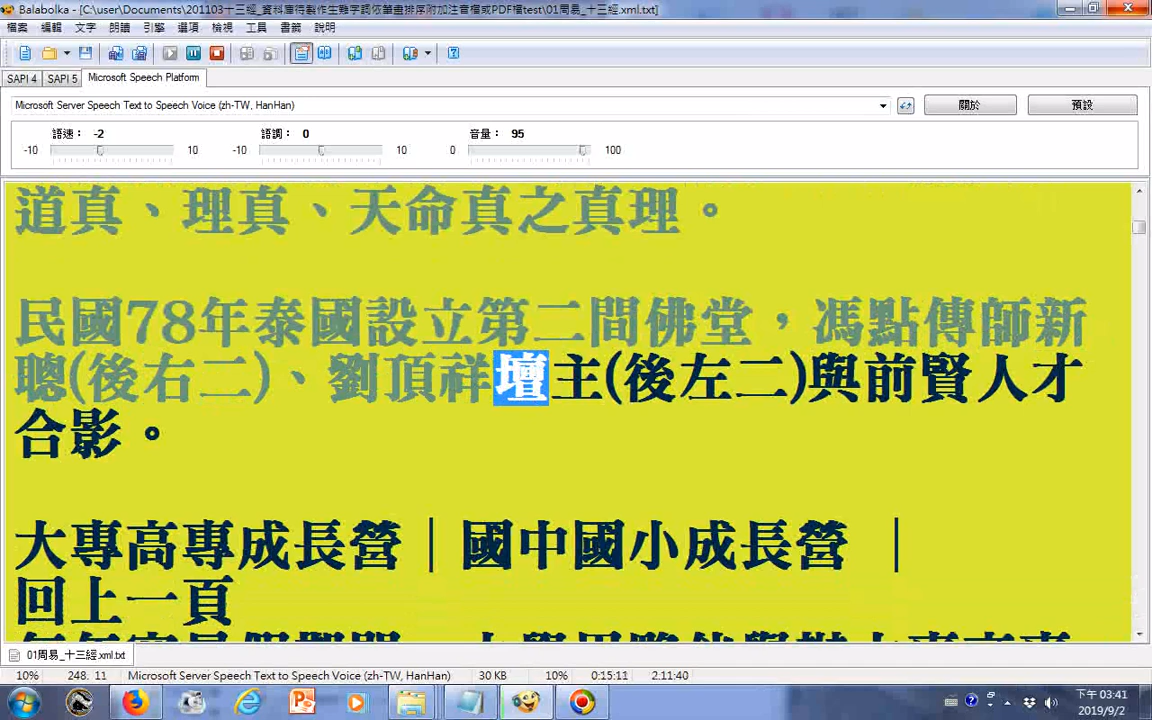 Balabolka - [C:\user\Documents\201103十三經_資料庫待製作生難字詞依筆畫排序附加注音檔或PDF檔test\01周易_十三經.xml.txt]
檔案 編輯 文字 朗讀 引擎 選項 檢視 工具 書籤 說明
SAPI 4 SAPI 5 Microsoft Speech Platform
Microsoft Server Speech Text to Speech Voice (zh-TW, HanHan) 關於 預設
語速： -2 語調： 0 音量： 95
-10 10 -10 10 0 100
道真、理真、天命真之真理。
民國78年泰國設立第二間佛堂，馮點傳師新
聰(後右二)、劉頂祥壇主(後左二)與前賢人才
合影。
大專高專成長營｜國中國小成長營 ｜
回上一頁
01周易_十三經.xml.txt
10% 248. 11 Microsoft Server Speech Text to Speech Voice (zh-TW, HanHan) 30 KB 10% 0:15:11 2:11:40
下午 03:41
2019/9/2